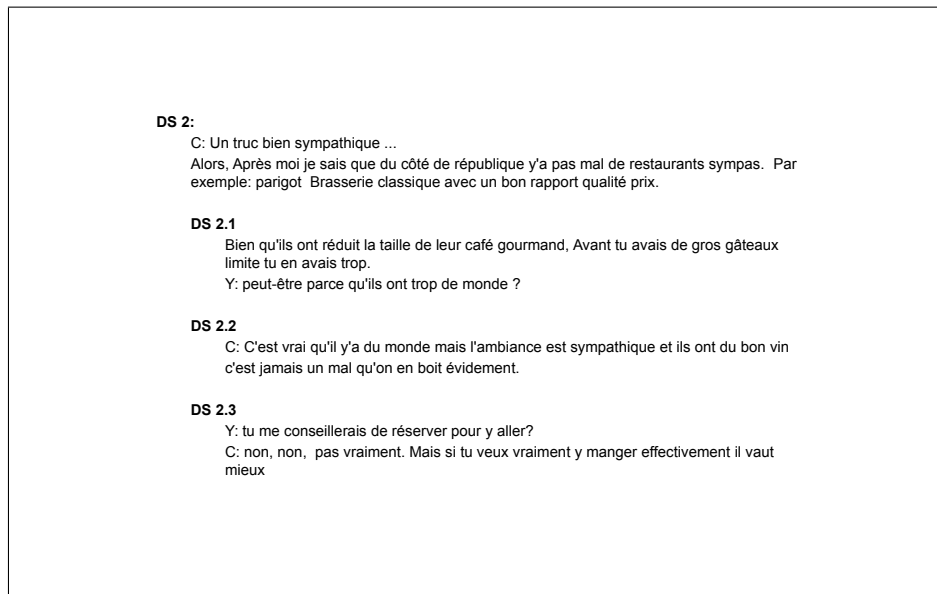 DS 2:
C: Un truc bien sympathique ...
Alors, Après moi je sais que du côté de république y'a pas mal de restaurants sympas.  Par
exemple: parigot  Brasserie classique avec un bon rapport qualité prix.
DS 2.1
Bien qu'ils ont réduit la taille de leur café gourmand, Avant tu avais de gros gâteaux
limite tu en avais trop.
Y: peut-être parce qu'ils ont trop de monde ?
DS 2.2
C: C'est vrai qu'il y'a du monde mais l'ambiance est sympathique et ils ont du bon vin
c'est jamais un mal qu'on en boit évidement.
DS 2.3
Y: tu me conseillerais de réserver pour y aller?
C: non, non,  pas vraiment. Mais si tu veux vraiment y manger effectivement il vaut
mieux